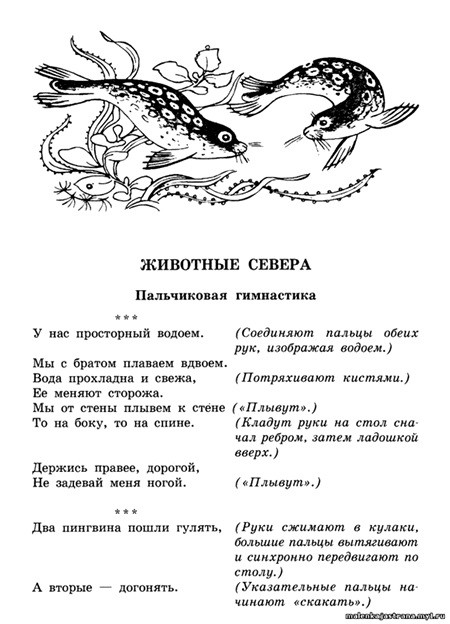 ЖИВОТНЫЕ СЕВЕРА
Пальчиковая гимнастика
***
У нас просторный водоем. (Соединяют пальцы обеих
рук, изображая водоем.)
Мы с братом плаваем вдвоем.
Вода прохладна и свежа, (Потряхивают кистями.)
Ее меняют сторожа.
Мы от стены плывем к стене («Плывут».)
То на боку, то на спине. (Кладут руки на стол сна-
чал ребром, затем ладошкой
вверх.)
Держись правее, дорогой,
Не задевай меня ногой. («Плывут».)
***
Два пингвина пошли гулять, (Руки сжимают в кулаки,
большие пальцы вытягивают
и синхронно передвигают по
столу.)
А вторые — догонять. (Указательные пальцы на-
чинают «скакать».)
malenkajastrana.my1.ru